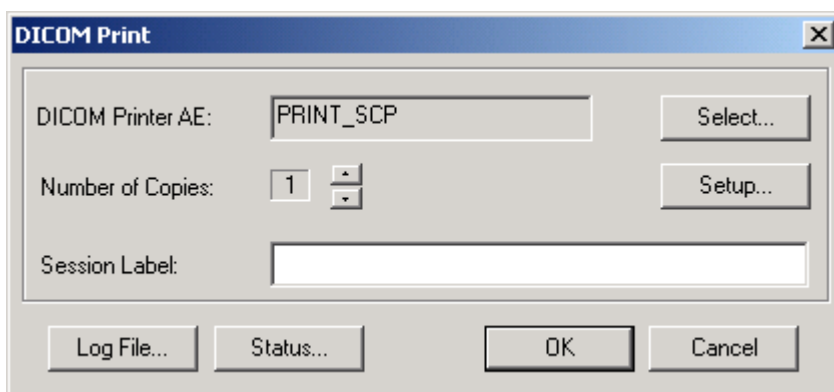 DICOM Print
DICOM Printer AE: PRINT_SCP Select...
Number of Copies: 1 Setup...
Session Label:
Log File... Status... OK Cancel